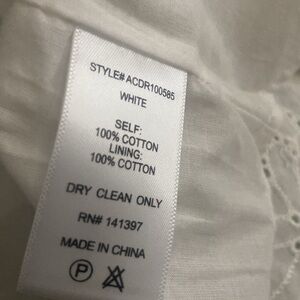 STYLE# ACDR100585
WHITE
SELF:
100% COTTON
LINING:
100% COTTON
DRY CLEAN ONLY
RN# 141397
MADE IN CHINA
P